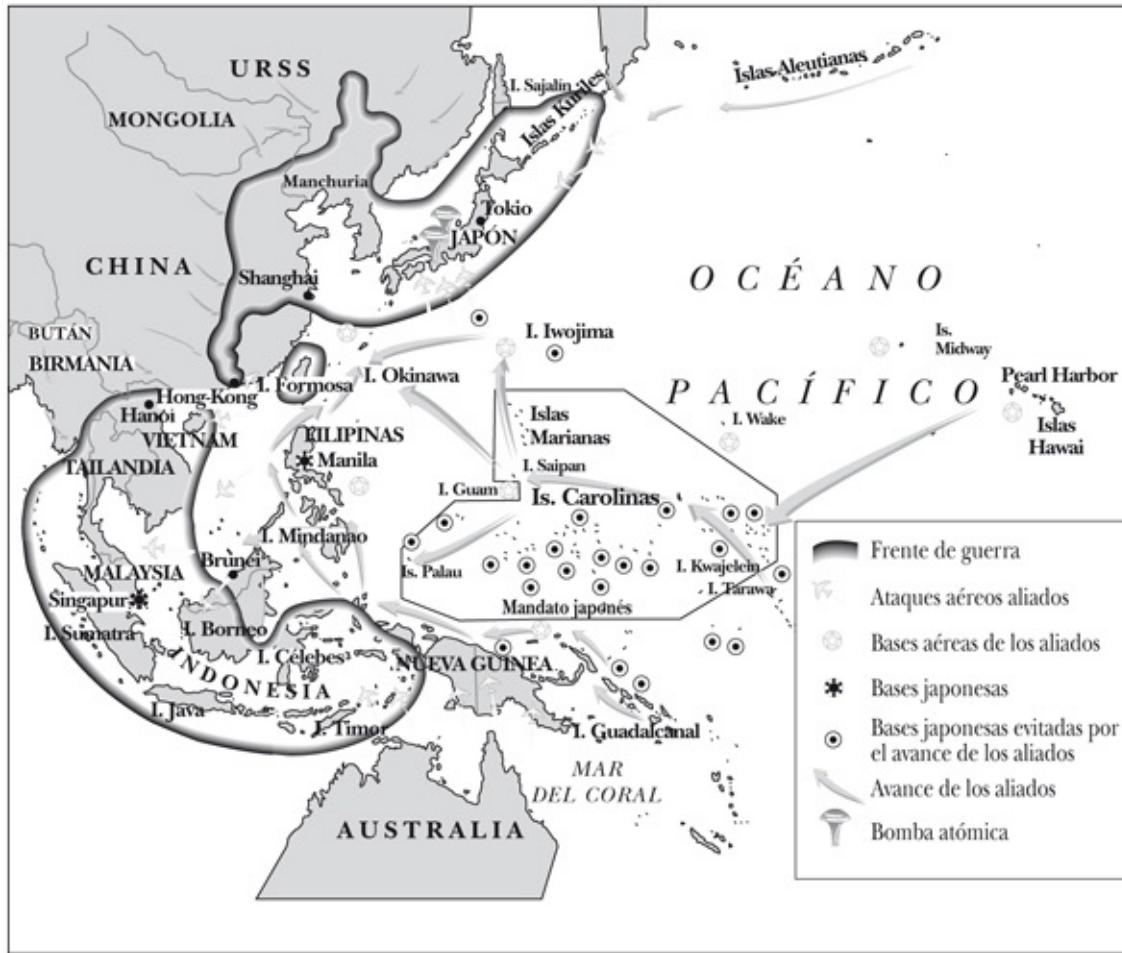 URSS
MONGOLIA
Manchuria
I. Sajalín
Islas Kuriles
Islas Aleutianas
Tokio
JAPÓN
CHINA
Shanghai
OCÉANO
BUTÁN
BIRMANIA
I. Iwojima
Is.
Midway
Hong-Kong
I. Formosa
I. Okinawa
PACÍFICO
Pearl Harbor
Hanói
VIETNAM
FILIPINAS
Islas
Marianas
I. Wake
Islas
Hawai
TAILANDIA
Manila
I. Saipan
I. Guam
Is. Carolinas
I. Mindanao
Brunei
Is. Palau
I. Kwajelein
MALAYSIA
I. Tarawa
Singapur
Mandato japonés
I. Sumatra
I. Borneo
I. Célebes
NUEVA GUINEA
INDONESIA
I. Java
I. Timor
I. Guadalcanal
MAR
DEL CORAL
AUSTRALIA
Frente de guerra
Ataques aéreos aliados
Bases aéreas de los aliados
Bases japonesas
Bases japonesas evitadas por
el avance de los aliados
Avance de los aliados
Bomba atómica